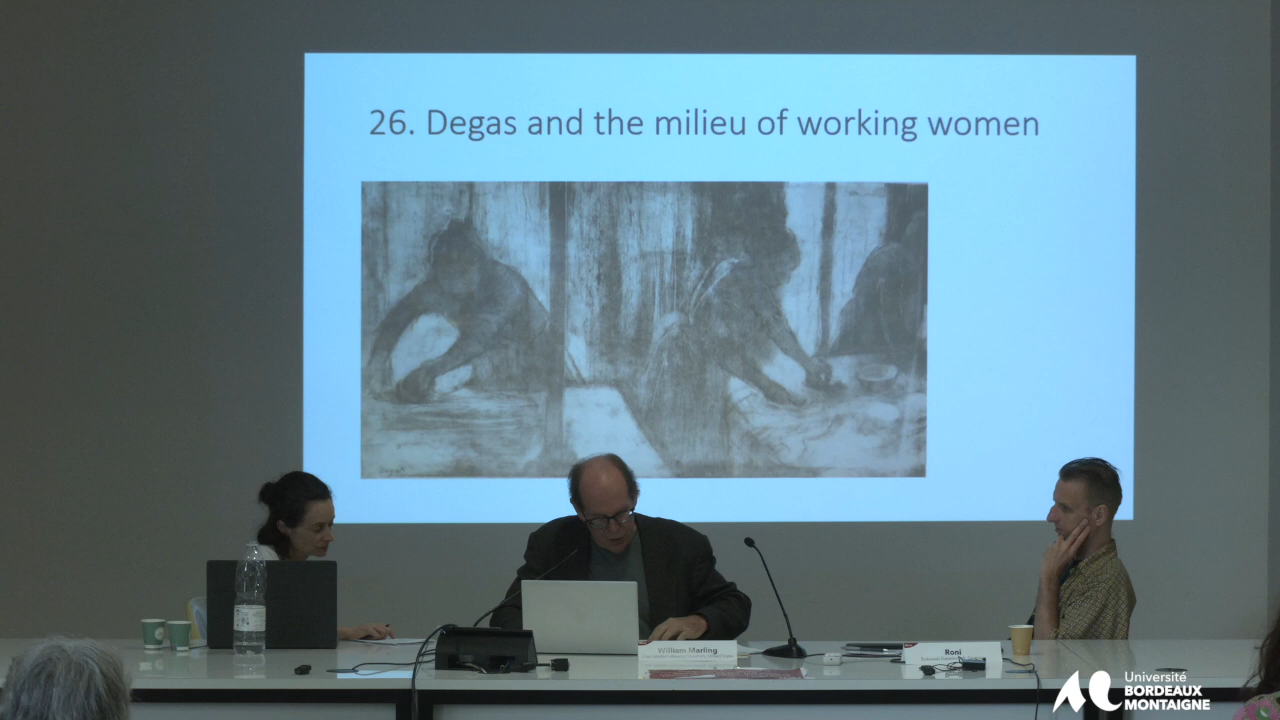 26. Degas and the milieu of working women
William Marling
Roni
Université
BORDEAUX
MONTAIGNE